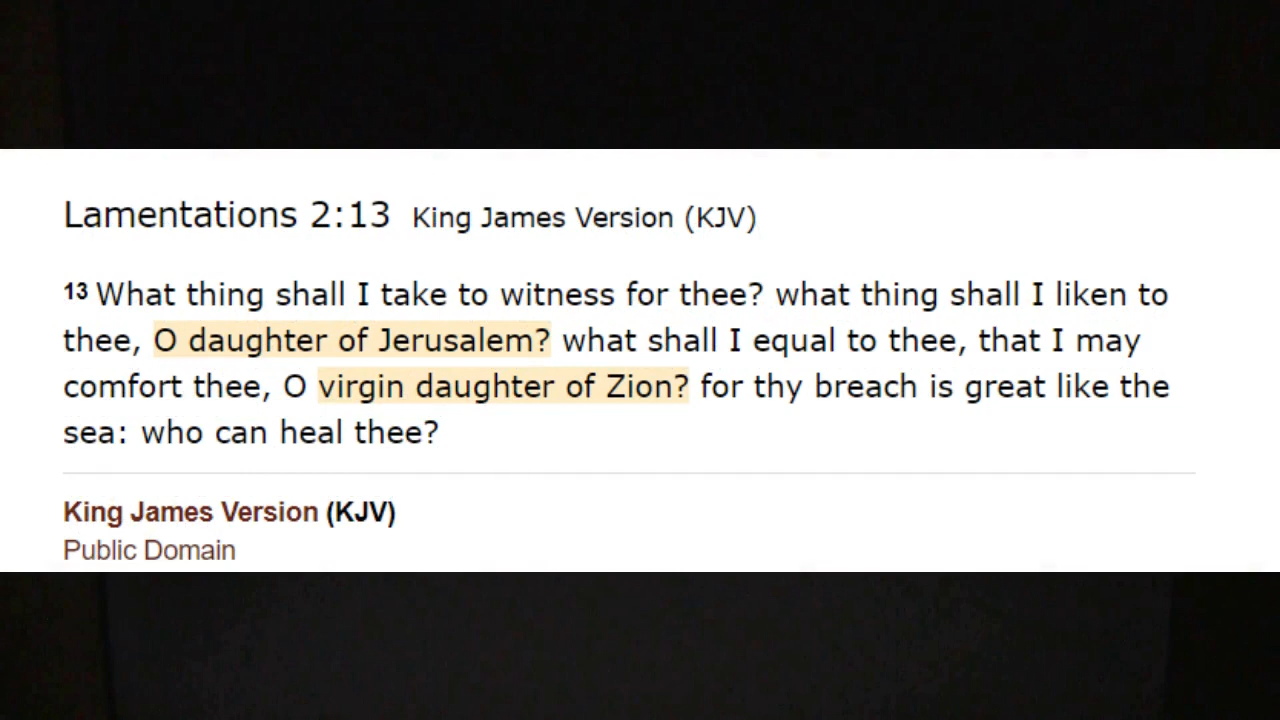 Lamentations 2:13 King James Version (KJV)
13 What thing shall I take to witness for thee? what thing shall I liken to
thee, O daughter of Jerusalem? what shall I equal to thee, that I may
comfort thee, O virgin daughter of Zion? for thy breach is great like the
sea: who can heal thee?
King James Version (KJV)
Public Domain